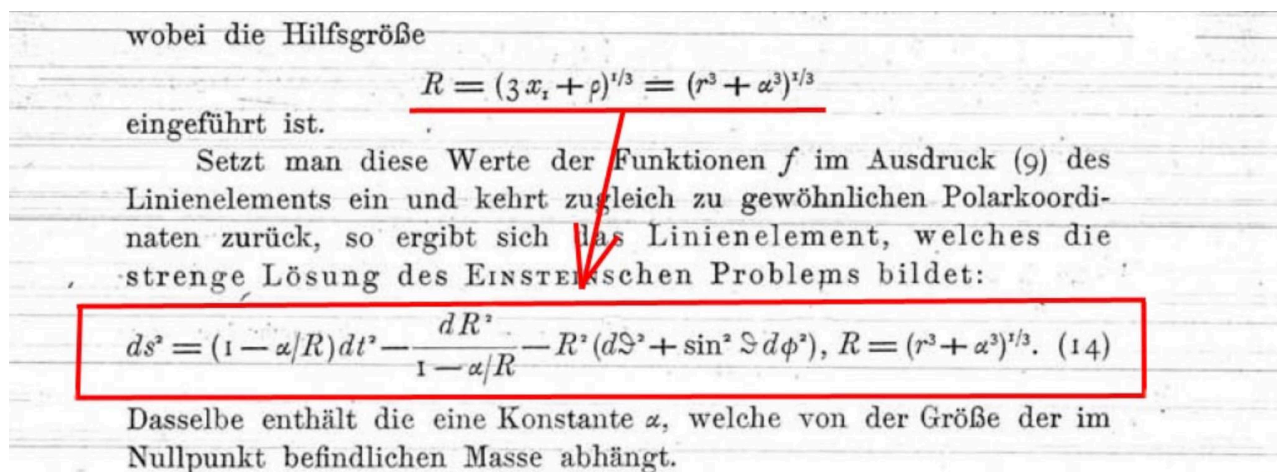 wobei die Hilfsgröße
R = (3 x₁ + ρ)^{1/3} = (r³ + α³)^{1/3}
eingeführt ist.
Setzt man diese Werte der Funktionen f im Ausdruck (9) des
Linienelements ein und kehrt zugleich zu gewöhnlichen Polarkoordi-
naten zurück, so ergibt sich das Linienelement, welches die
strenge Lösung des EINSTEINschen Problems bildet:
ds² = (1 — α/R)dt² — dR²/(1 — α/R) — R²(dϑ² + sin² ϑ dϕ²), R = (r³ + α³)^{1/3}. (14)
Dasselbe enthält die eine Konstante α, welche von der Größe der im
Nullpunkt befindlichen Masse abhängt.